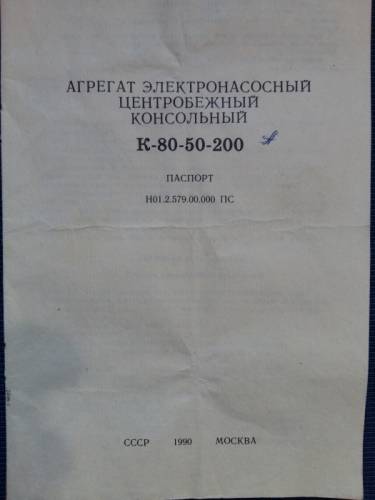 АГРЕГАТ ЭЛЕКТРОНАСОСНЫЙ
ЦЕНТРОБЕЖНЫЙ
КОНСОЛЬНЫЙ
К-80-50-200
ПАСПОРТ
Н01.2.579.00.000 ПС
СССР 1990 МОСКВА